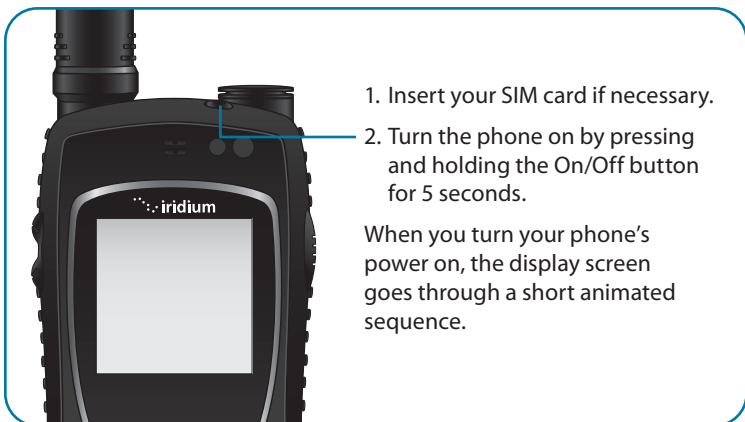 1. Insert your SIM card if necessary.
2. Turn the phone on by pressing
and holding the On/Off button
for 5 seconds.
When you turn your phone’s
power on, the display screen
goes through a short animated
sequence.
iridium